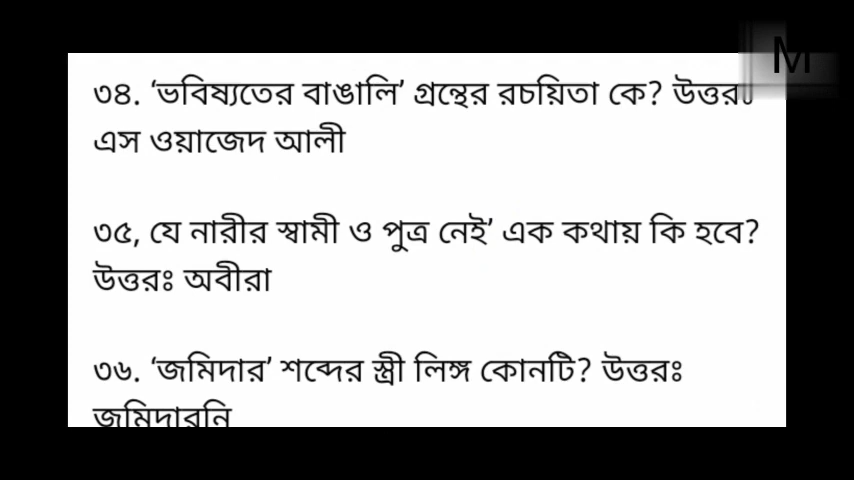 M
৩৪. ‘ভবিষ্যতের বাঙালি’ গ্রন্থের রচয়িতা কে? উত্তরঃ
এস ওয়াজেদ আলী
৩৫, যে নারীর স্বামী ও পুত্র নেই’ এক কথায় কি হবে?
উত্তরঃ অবীরা
৩৬. ‘জমিদার’ শব্দের স্ত্রী লিঙ্গ কোনটি? উত্তরঃ
জমিদারনি